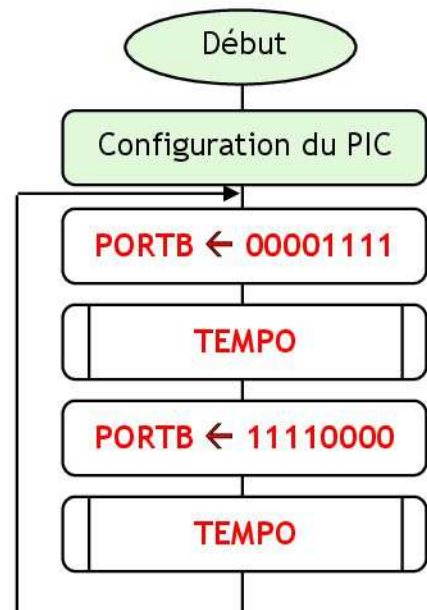 Début
Configuration du PIC
PORTB ← 00001111
TEMPO
PORTB ← 11110000
TEMPO